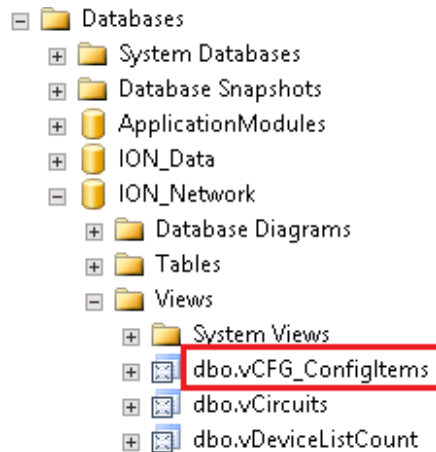 Databases
System Databases
Database Snapshots
ApplicationModules
ION_Data
ION_Network
Database Diagrams
Tables
Views
System Views
dbo.vCFG_ConfigItems
dbo.vCircuits
dbo.vDeviceListCount